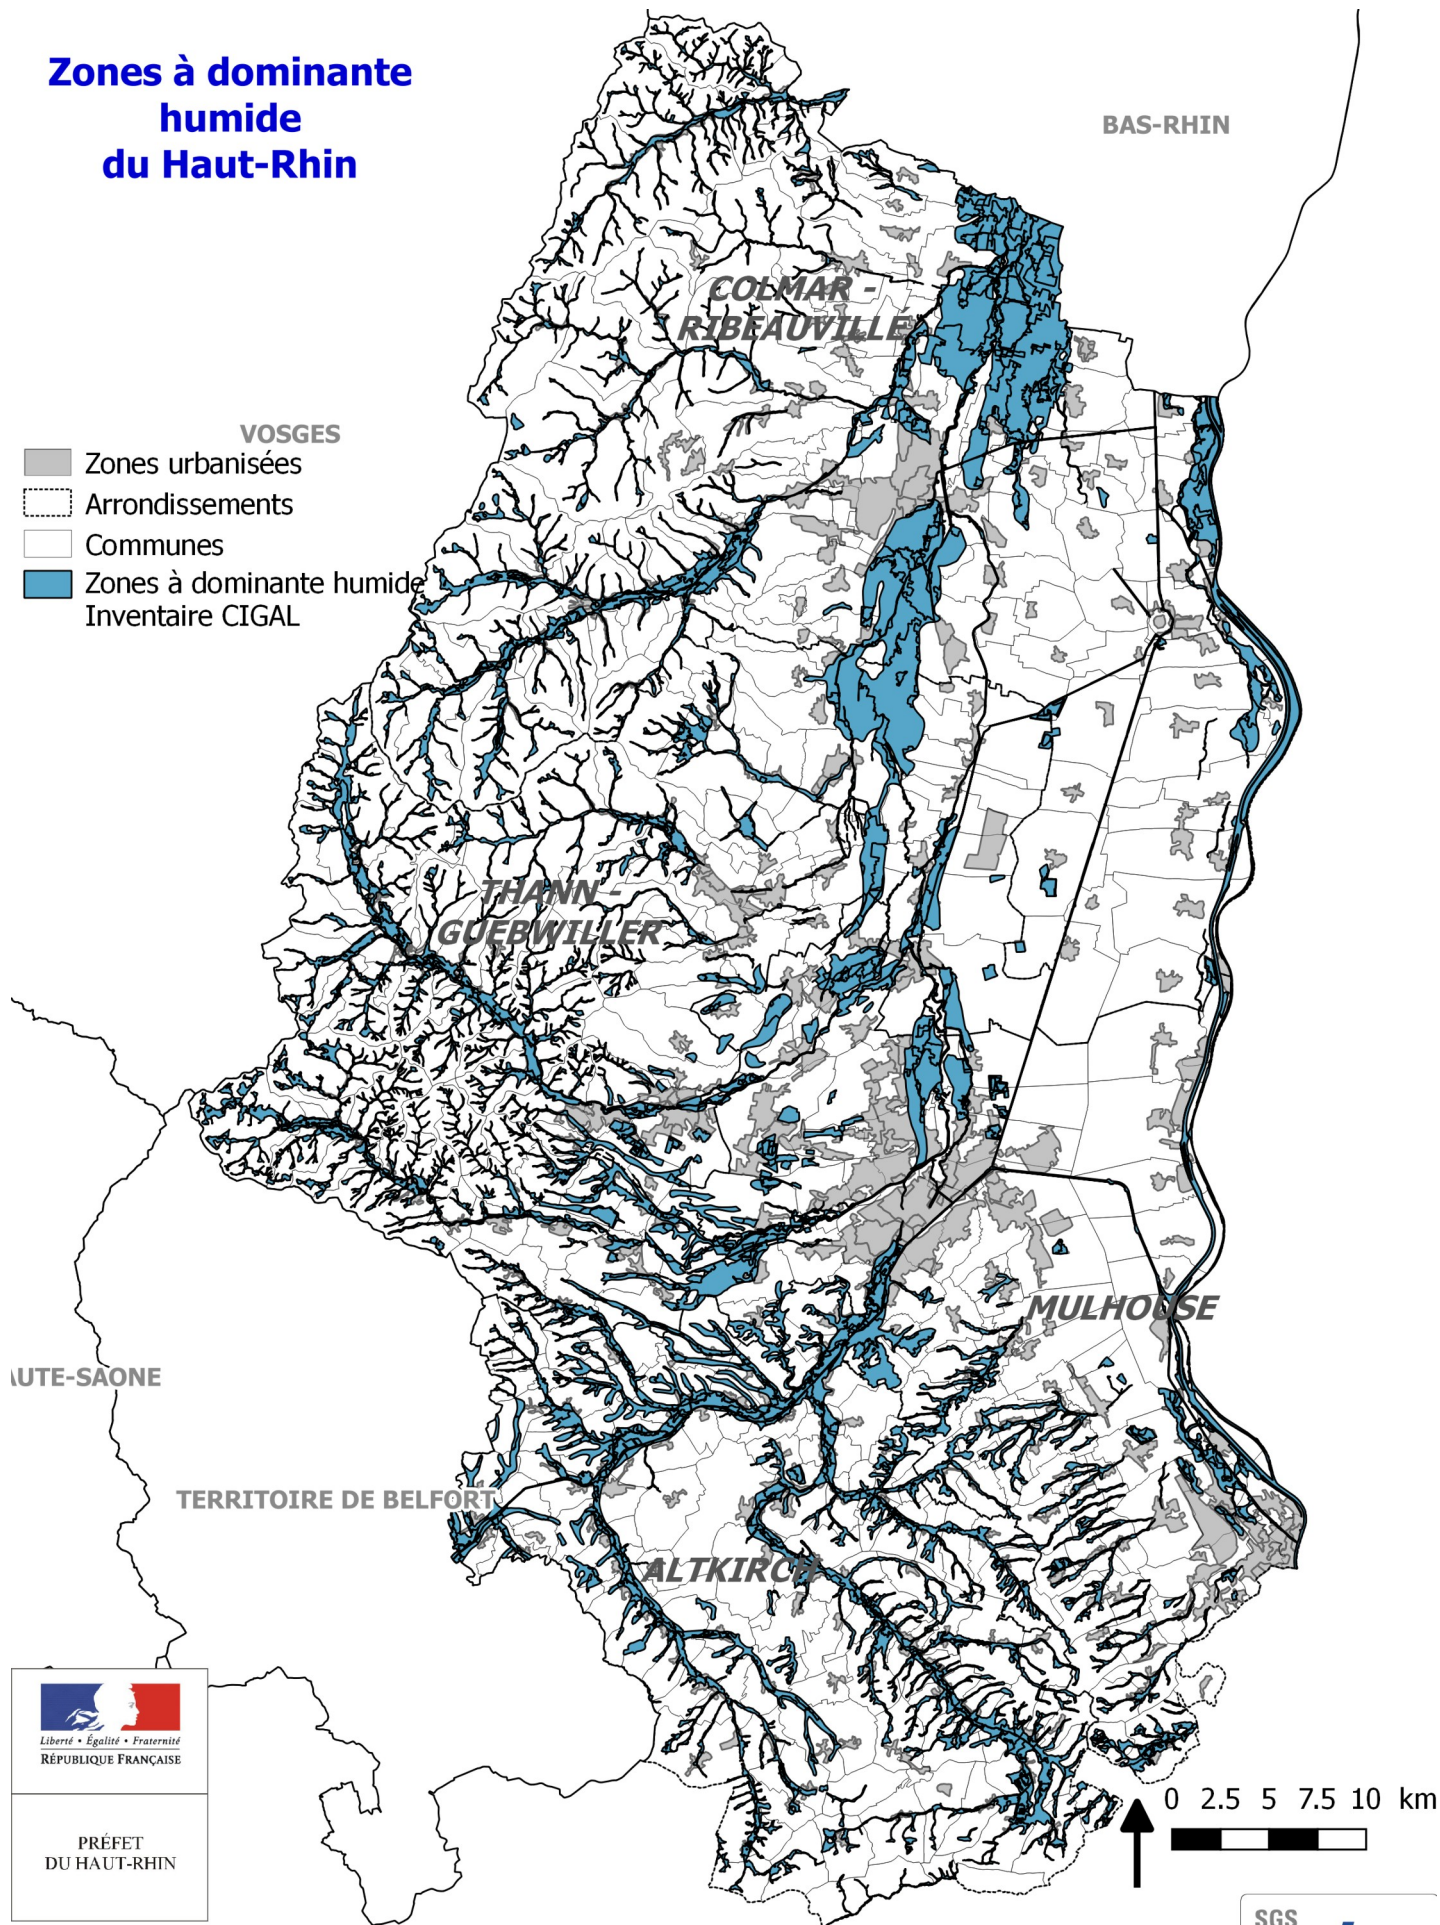 Zones à dominante
humide
du Haut-Rhin
BAS-RHIN
COLMAR -
RIBEAUVILLÉ
VOSGES
Zones urbanisées
Arrondissements
Communes
Zones à dominante humide
Inventaire CIGAL
THANN -
GUEBWILLER
MULHOUSE
AUTE-SAONE
TERRITOIRE DE BELFORT
ALTKIRCH
Liberté • Égalité • Fraternité
RÉPUBLIQUE FRANÇAISE
PRÉFET
DU HAUT-RHIN
0 2.5 5 7.5 10 km
SGS